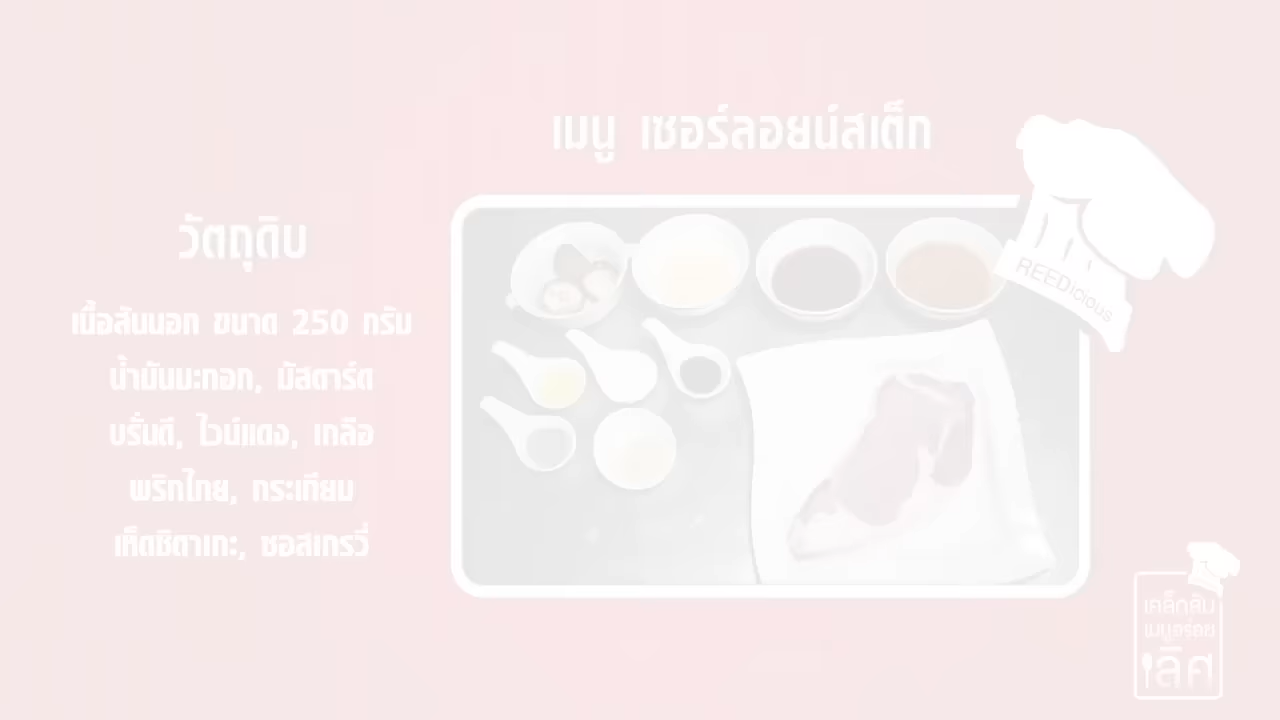 เมนู เซอร์ลอยน์สเต็ก
วัตถุดิบ
เนื้อสันนอก ขนาด 250 กรัม
น้ำมันมะกอก, มัสตาร์ด
บรั่นดี, ไวน์แดง, เกลือ
พริกไทย, กระเทียม
เห็ดชิตาเกะ, ซอสเกรวี่
REEDicious
เคล็ดลับ
เมนูอร่อย
เลิศ